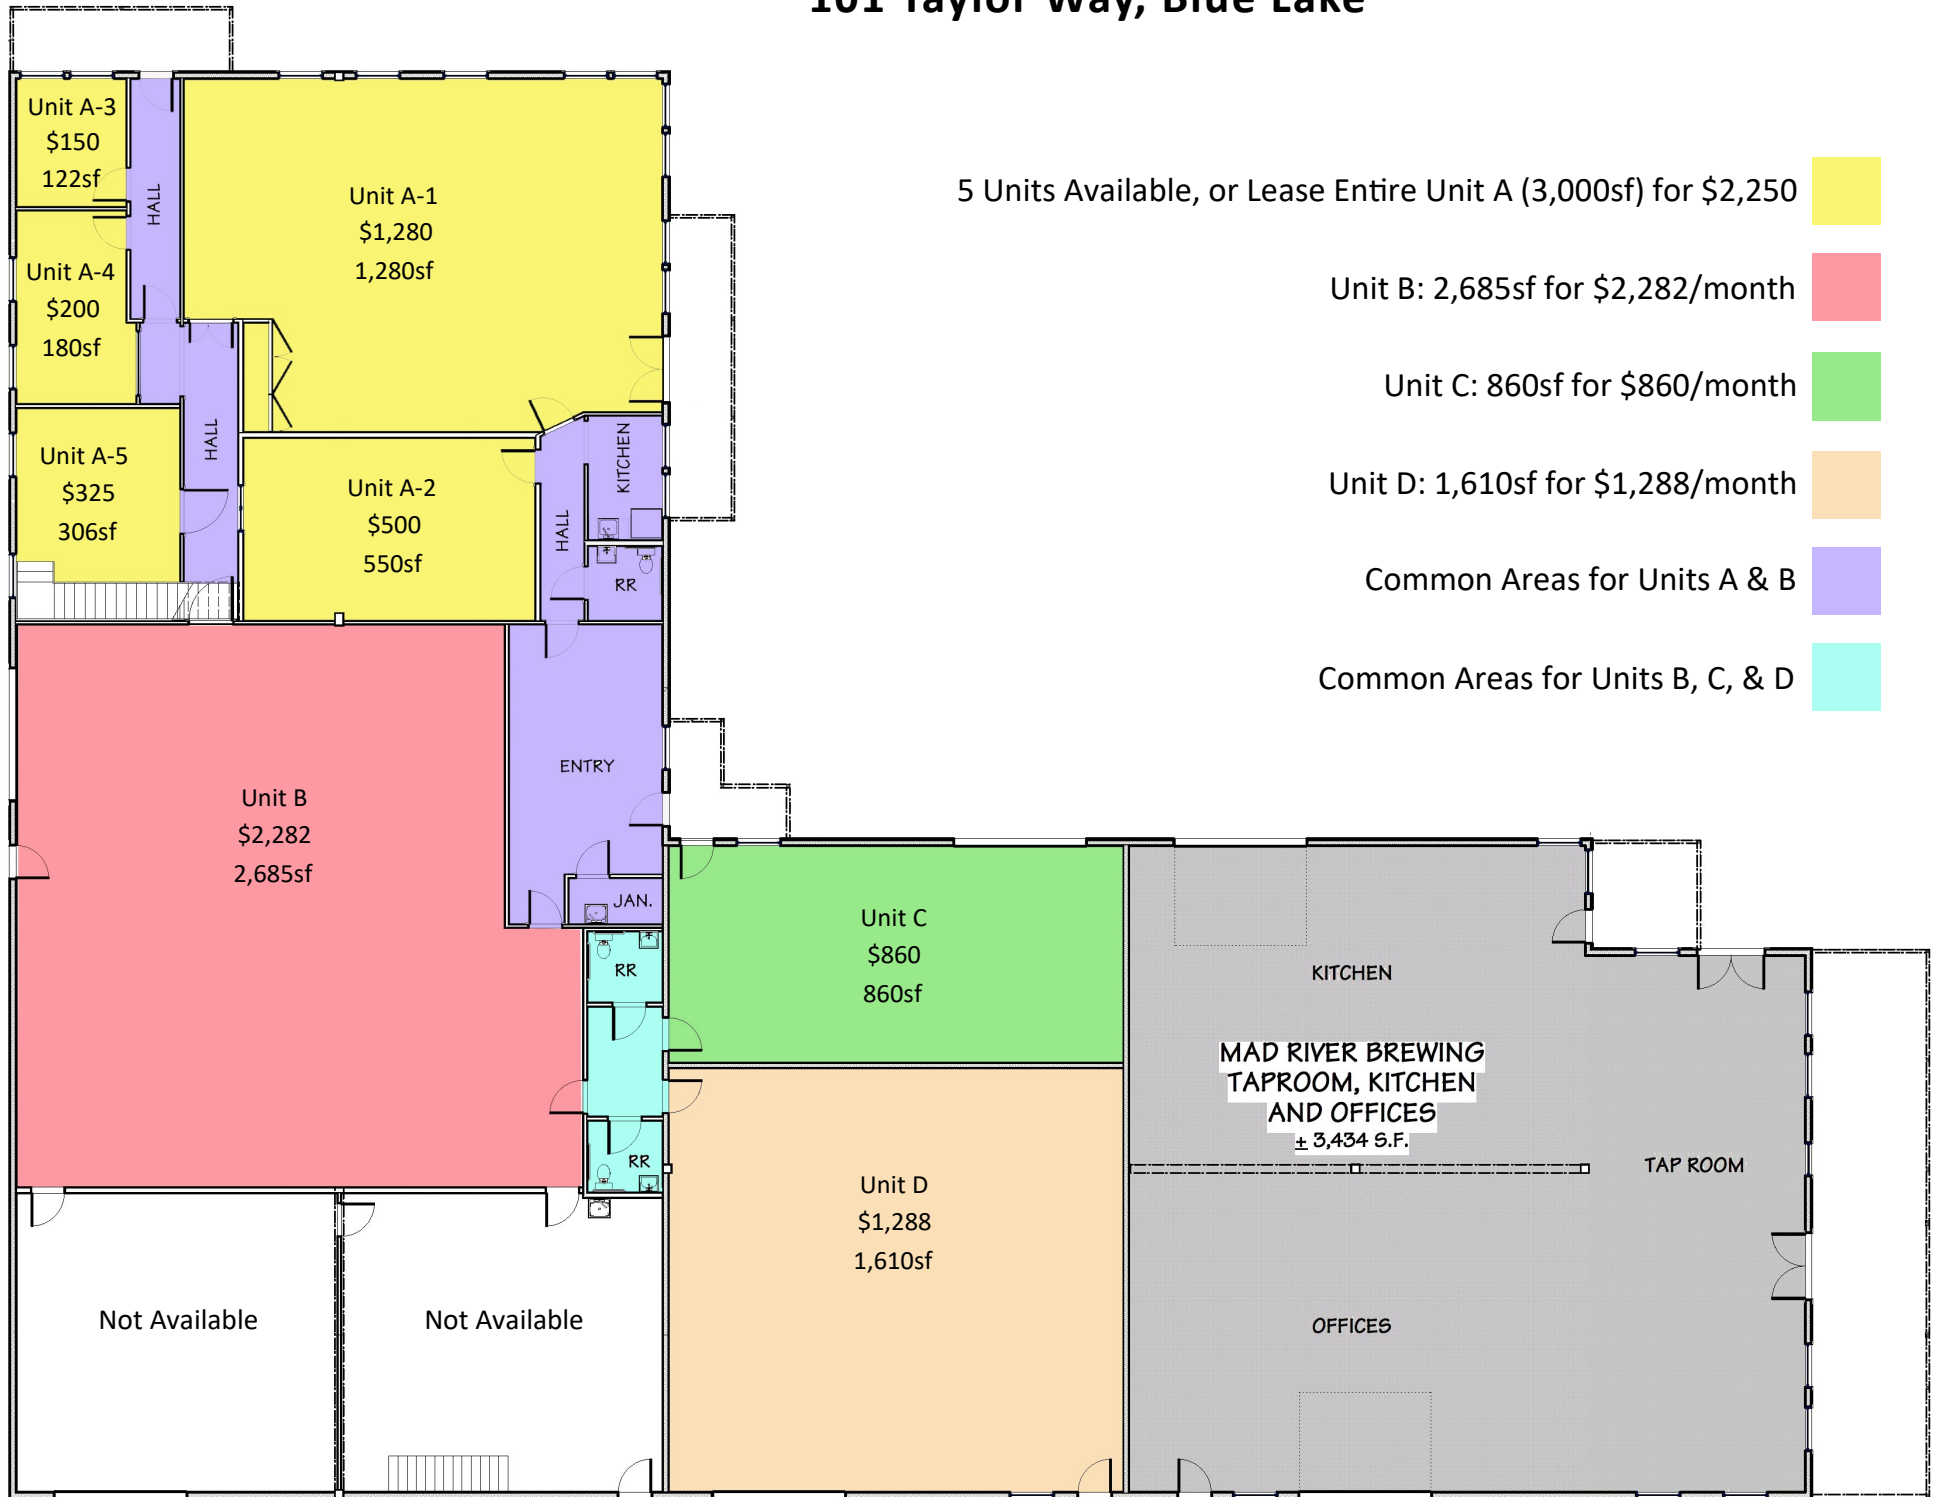 101 Taylor Way, Blue Lake
Unit A-3
$150
122sf
HALL
Unit A-1
$1,280
1,280sf
Unit A-4
$200
180sf
HALL
Unit A-5
$325
306sf
Unit A-2
$500
550sf
HALL
KITCHEN
RR
5 Units Available, or Lease Entire Unit A (3,000sf) for $2,250
Unit B: 2,685sf for $2,282/month
Unit C: 860sf for $860/month
Unit D: 1,610sf for $1,288/month
Common Areas for Units A & B
Common Areas for Units B, C, & D
ENTRY
Unit B
$2,282
2,685sf
JAN.
RR
Unit C
$860
860sf
KITCHEN
MAD RIVER BREWING
TAPROOM, KITCHEN
AND OFFICES
± 3,434 S.F.
TAP ROOM
RR
Unit D
$1,288
1,610sf
OFFICES
Not Available
Not Available